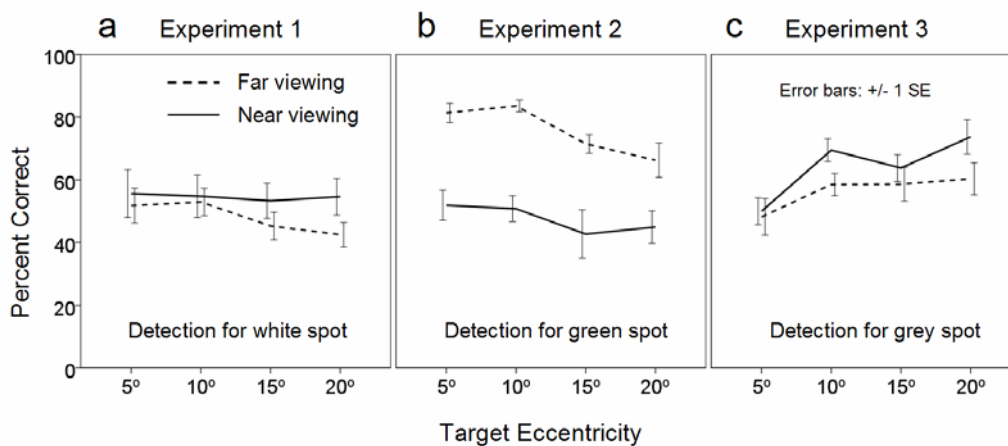 a Experiment 1
b Experiment 2
c Experiment 3
Far viewing
Near viewing
Error bars: +/- 1 SE
Percent Correct
100
80
60
40
20
0
Detection for white spot
Detection for green spot
Detection for grey spot
5º 10º 15º 20º
5º 10º 15º 20º
5º 10º 15º 20º
Target Eccentricity